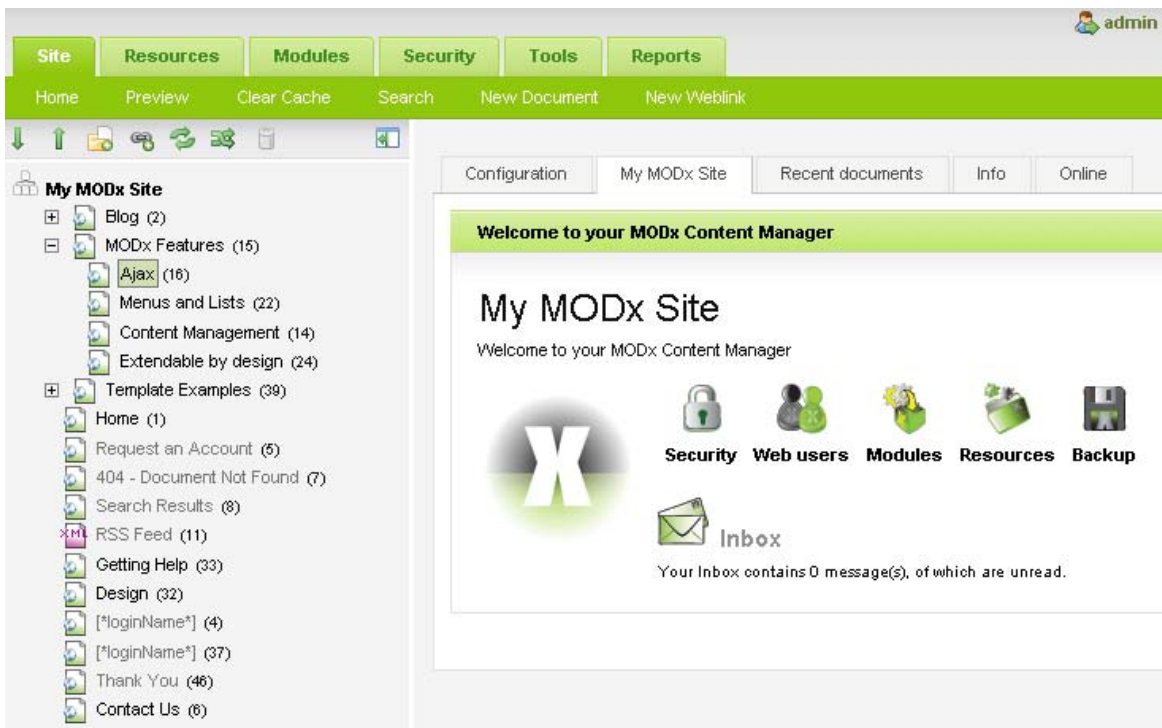 admin
Site Resources Modules Security Tools Reports
Home Preview Clear Cache Search New Document New Weblink
My MODx Site
Blog (2)
MODx Features (15)
Ajax (16)
Menus and Lists (22)
Content Management (14)
Extendable by design (24)
Template Examples (39)
Home (1)
Request an Account (5)
404 - Document Not Found (7)
Search Results (8)
XML RSS Feed (11)
Getting Help (33)
Design (32)
[*loginName*] (4)
[*loginName*] (37)
Thank You (46)
Contact Us (6)
Configuration My MODx Site Recent documents Info Online
Welcome to your MODx Content Manager
My MODx Site
Welcome to your MODx Content Manager
X
Security Web users Modules Resources Backup
Inbox
Your Inbox contains 0 message(s), of which are unread.